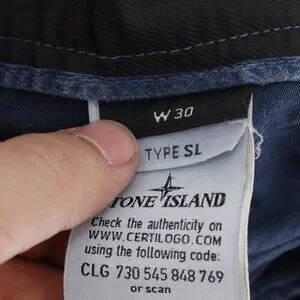 W 30
TYPE SL
STONE ISLAND
Check the authenticity on
WWW.CERTILOGO.COM
using the following code:
CLG 730 545 848 769
or scan